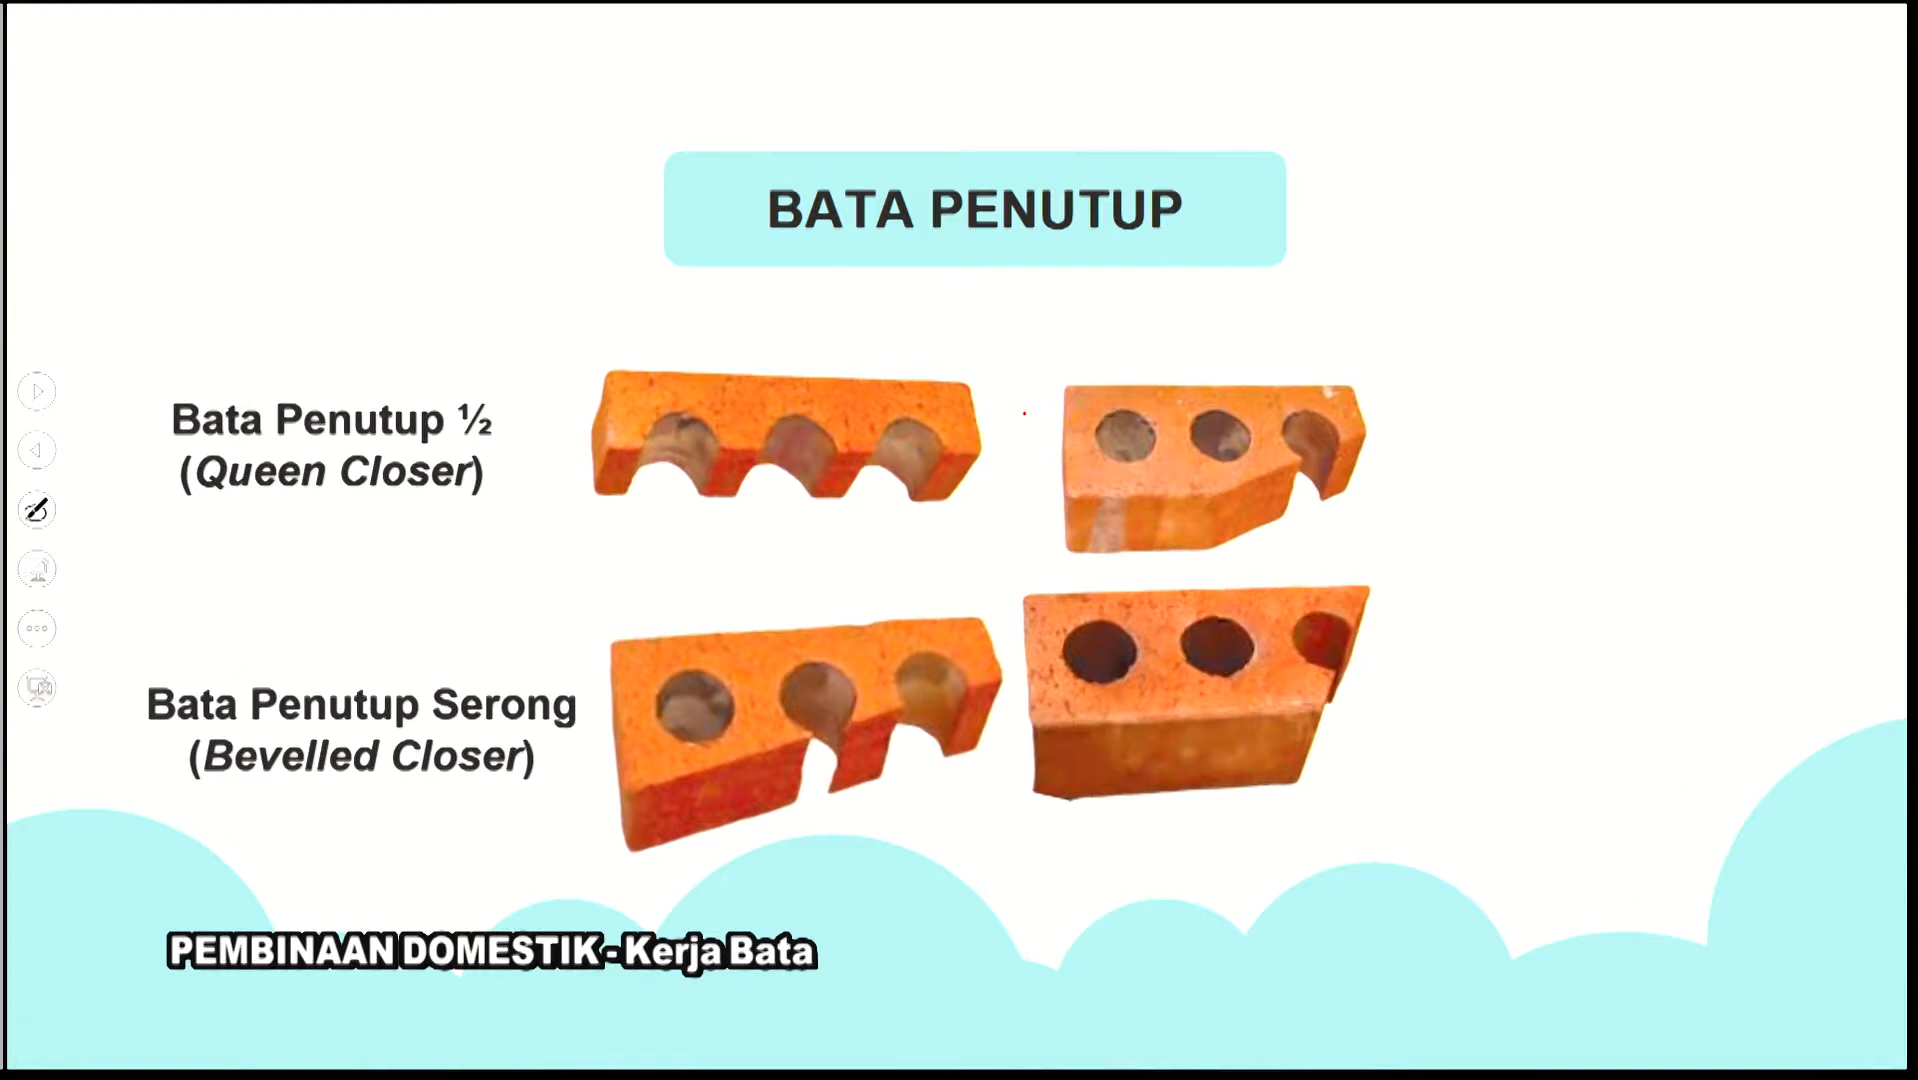 BATA PENUTUP
Bata Penutup ½
(Queen Closer)
Bata Penutup Serong
(Bevelled Closer)
PEMBINAAN DOMESTIK - Kerja Bata